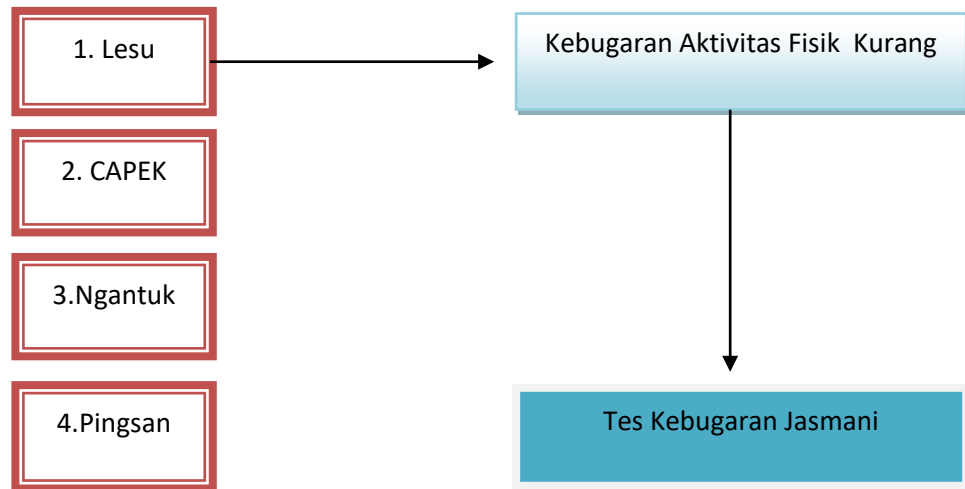 1. Lesu
Kebugaran Aktivitas Fisik  Kurang
2. CAPEK
3.Ngantuk
4.Pingsan
Tes Kebugaran Jasmani